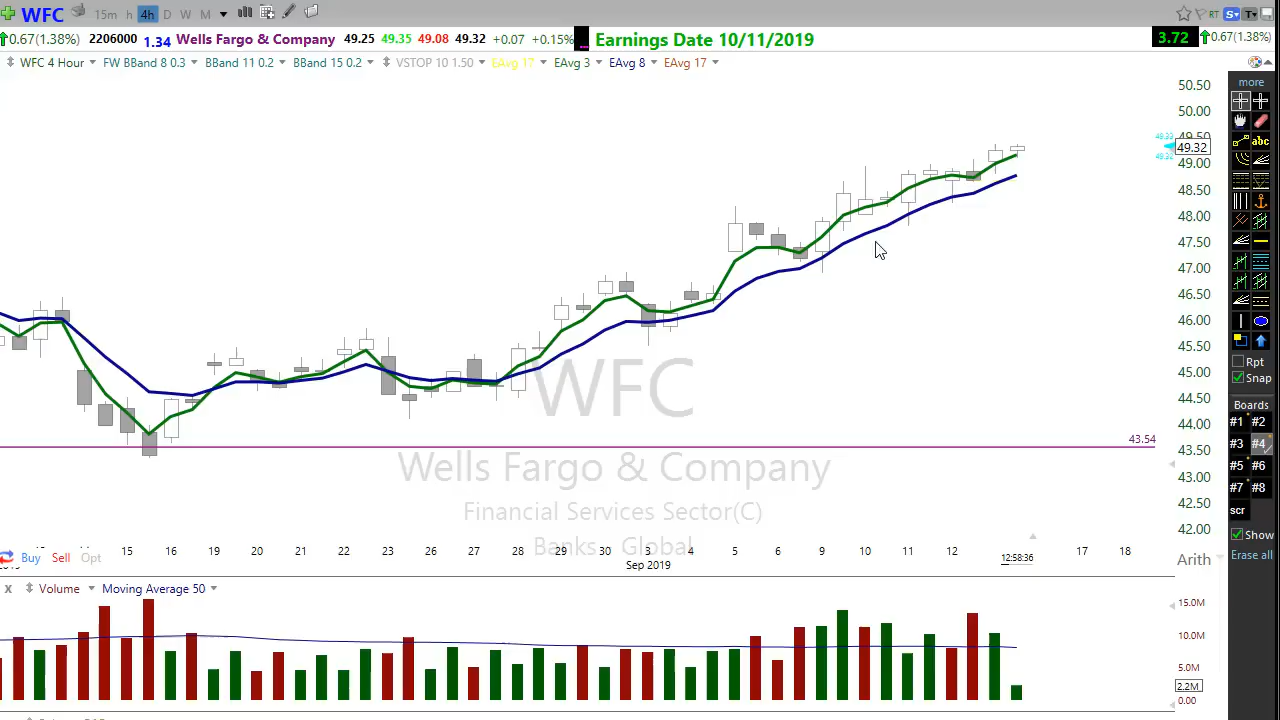 WFC 15m h 4h D W M RT S T
0.67(1.38%) 2206000 1.34 Wells Fargo & Company 49.25 49.35 49.08 49.32 +0.07 +0.15% Earnings Date 10/11/2019 3.72 0.67(1.38%)
WFC 4 Hour FW BBand 8 0.3 BBand 11 0.2 BBand 15 0.2 VSTOP 10 1.50 EAvg 17 EAvg 3 EAvg 8 EAvg 17
more
50.50
50.00
49.50
49.33
49.32
49.32
49.00
48.50
48.00
47.50
47.00
46.50
46.00
45.50
45.00
44.50
44.00
43.54
43.50
43.00
42.50
42.00
abc
Rpt
Snap
Boards
#1 #2
#3 #4
#5 #6
#7 #8
scr
Show
Erase all
WFC
Wells Fargo & Company
Financial Services Sector(C)
Banks - Global
15 16 19 20 21 22 23 26 27 28 29 30 3 4 5 6 9 10 11 12 12:58:36 17 18
Buy Sell Opt
Sep 2019
Arith
X Volume Moving Average 50
15.0M
10.0M
5.0M
2.2M
0.00